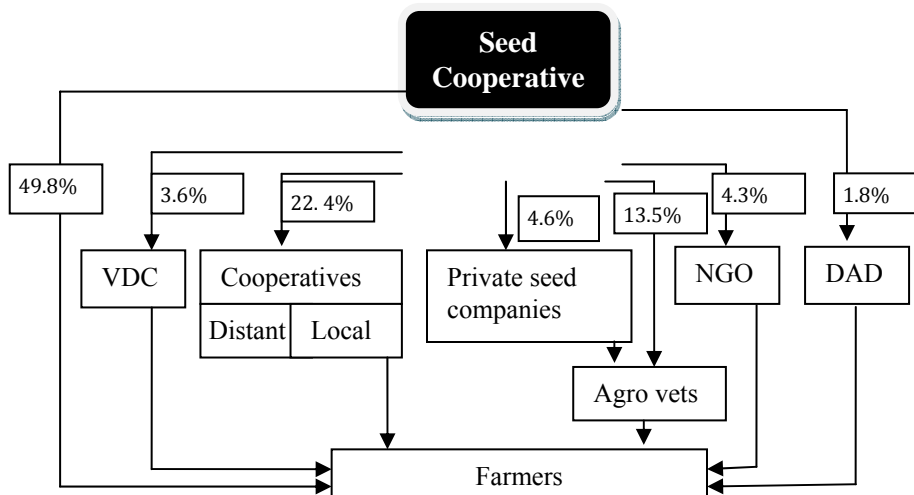 Seed
Cooperative
49.8%
3.6%
22. 4%
4.6%
13.5%
4.3%
1.8%
VDC
Cooperatives
Distant
Local
Private seed
companies
NGO
DAD
Agro vets
Farmers